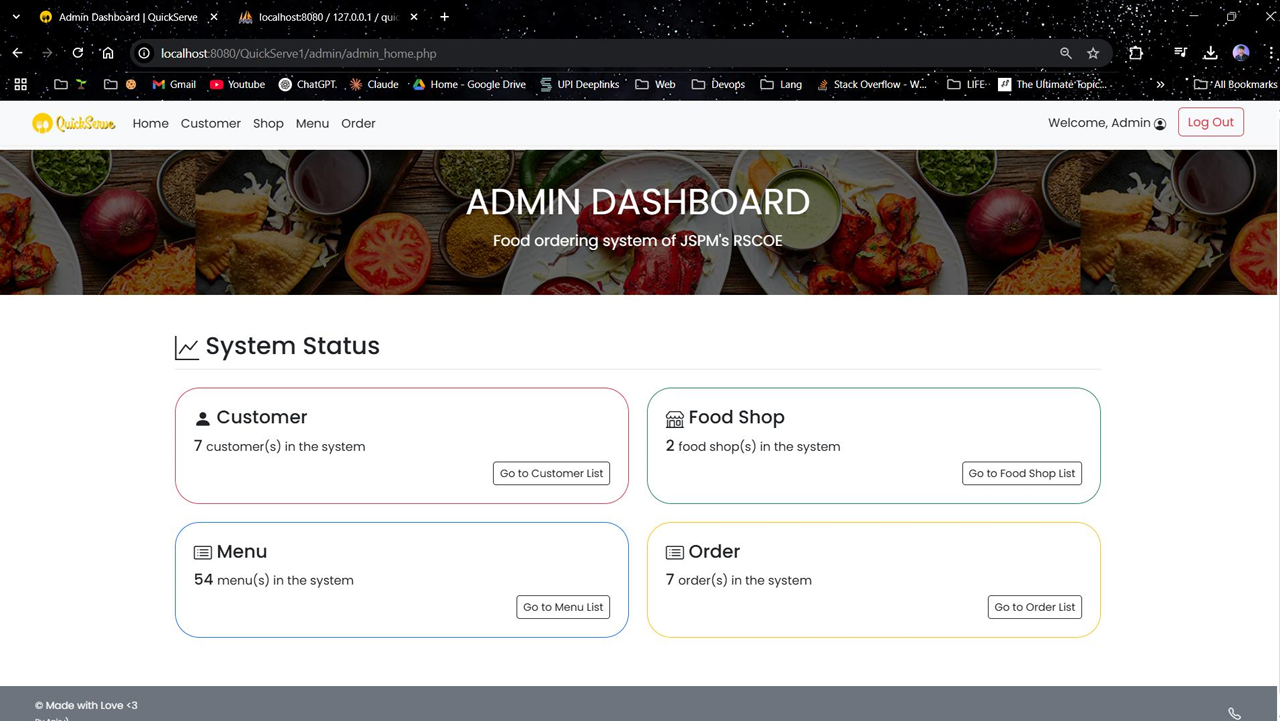 Admin Dashboard | QuickServe
localhost:8080 / 127.0.0.1 / quic
localhost:8080/QuickServe1/admin/admin_home.php
Gmail Youtube ChatGPT Claude Home - Google Drive UPI Deeplinks Web Devops Lang Stack Overflow - W... LIFE The Ultimate Topic... » All Bookmarks
QuickServe Home Customer Shop Menu Order Welcome, Admin Log Out
ADMIN DASHBOARD
Food ordering system of JSPM's RSCOE
System Status
Customer
7 customer(s) in the system
Go to Customer List
Food Shop
2 food shop(s) in the system
Go to Food Shop List
Menu
54 menu(s) in the system
Go to Menu List
Order
7 order(s) in the system
Go to Order List
© Made with Love <3